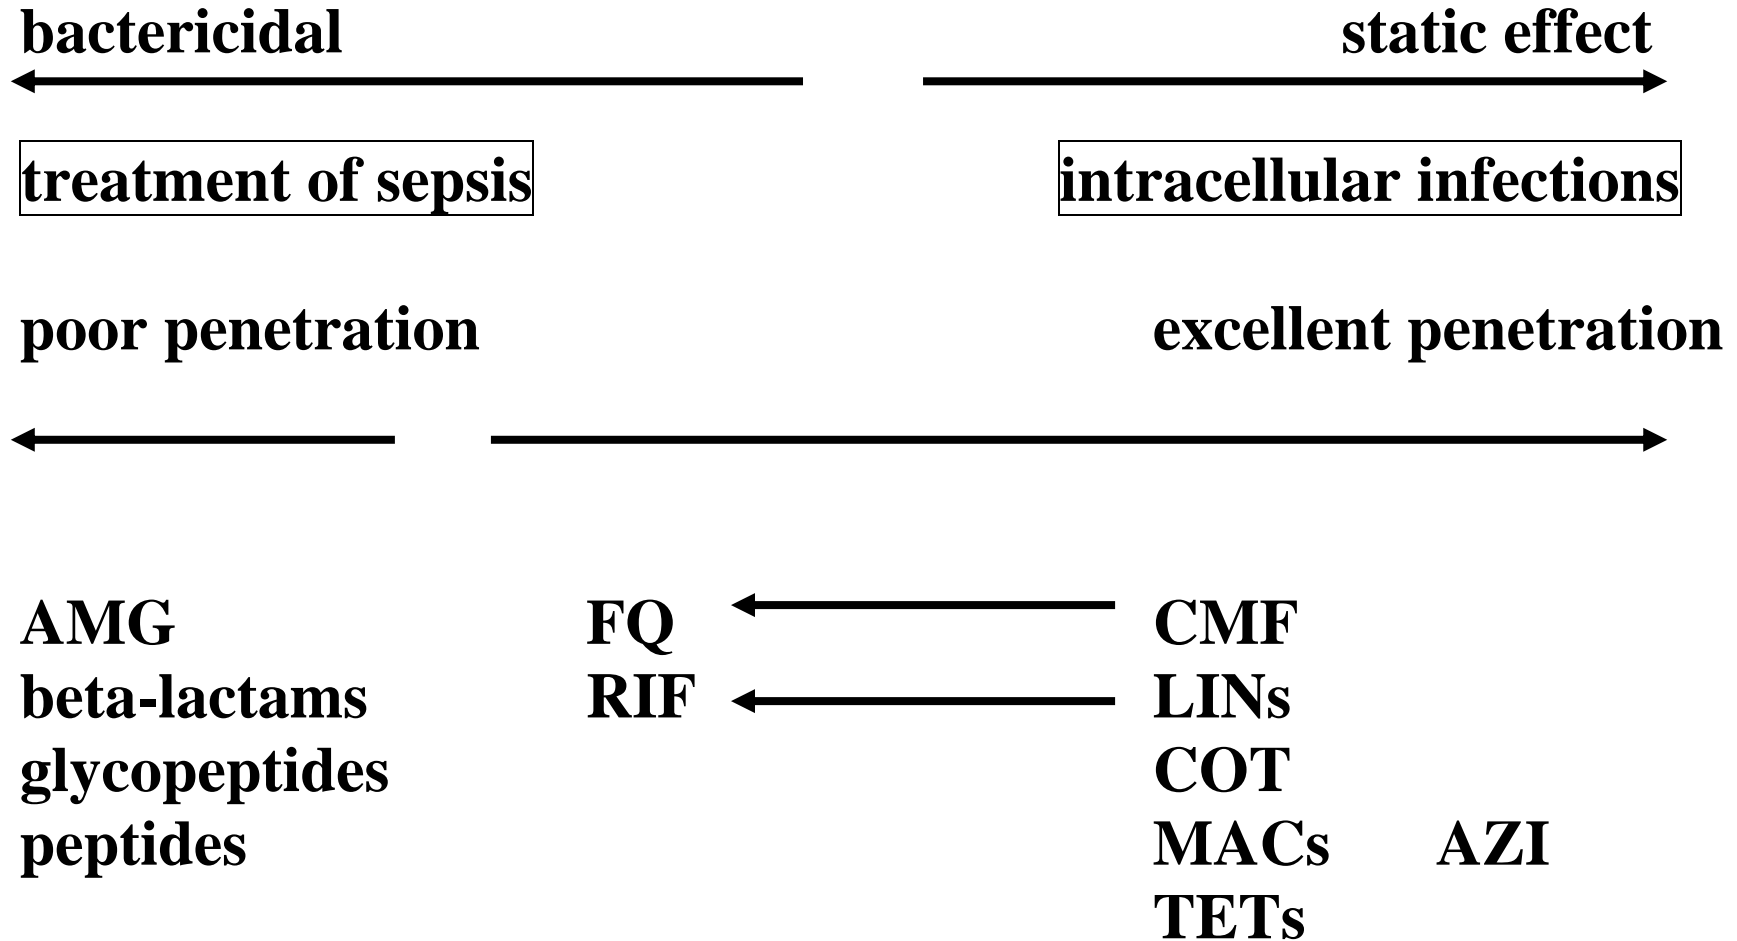 bactericidal static effect
treatment of sepsis intracellular infections
poor penetration excellent penetration
AMG FQ CMF
beta-lactams RIF LINs
glycopeptides COT
peptides MACs AZI
TETs